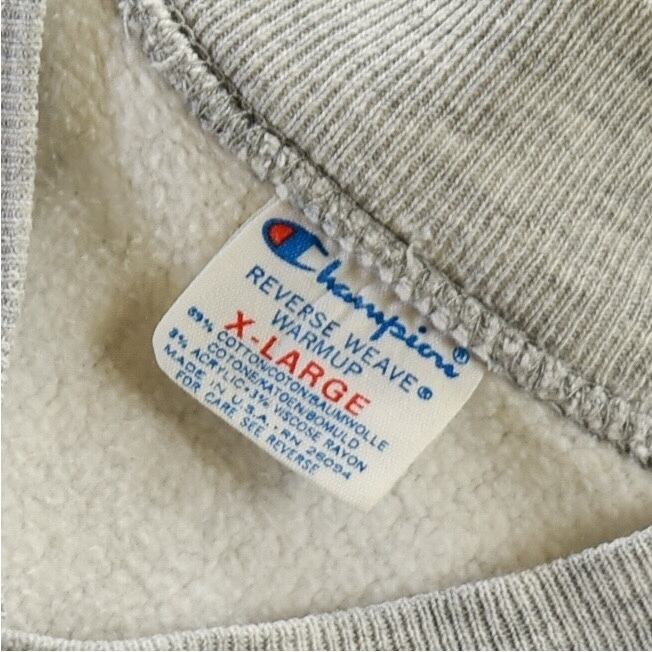 Champion®
REVERSE WEAVE®
WARMUP
X-LARGE
89% COTTON/COTON/BAUMWOLLE
COTONE/KATOEN/BOMULD
8% ACRYLIC·3% VISCOSE RAYON
MADE IN U.S.A.·RN 26094
FOR CARE SEE REVERSE